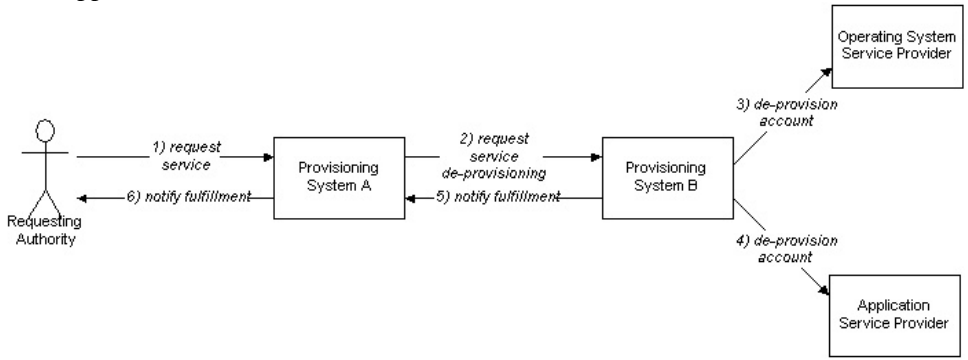 Operating System
Service Provider
3) de-provision
account
1) request
service
2) request
service
de-provisioning
Provisioning
System A
Provisioning
System B
6) notify fulfillment
5) notify fulfillment
Requesting
Authority
4) de-provision
account
Application
Service Provider